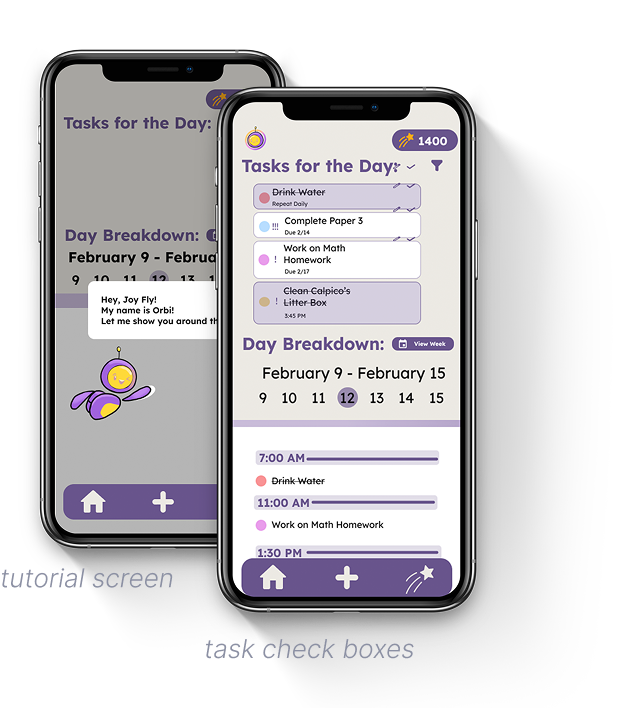 Tasks for the Day:
Day Breakdown:
February 9 - Februa
9 10 11 12 13 1
Hey, Joy Fly!
My name is Orbi!
Let me show you around th
tutorial screen
1400
Tasks for the Day:
Drink Water
Repeat Daily
!!! Complete Paper 3
Due 2/14
! Work on Math
Homework
Due 2/17
! Clean Calpico's
Litter Box
3:45 PM
Day Breakdown:
View Week
February 9 - February 15
9 10 11 12 13 14 15
7:00 AM
Drink Water
11:00 AM
Work on Math Homework
1:30 PM
task check boxes